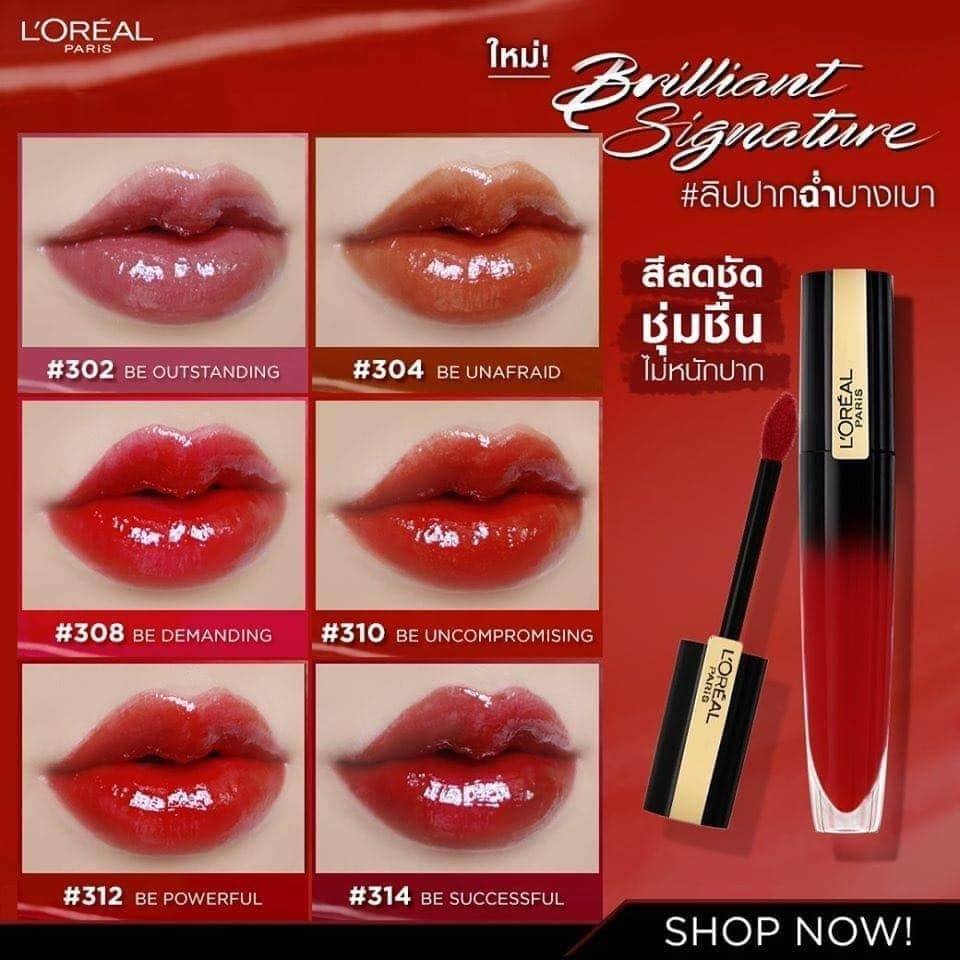 L'ORÉAL
PARIS
ใหม่!
Brilliant
Signature
#ลิปปากฉ่ำบางเบา
สีสดชัด
ชุ่มชื้น
ไม่หนักปาก
#302 BE OUTSTANDING
#304 BE UNAFRAID
#308 BE DEMANDING
#310 BE UNCOMPROMISING
#312 BE POWERFUL
#314 BE SUCCESSFUL
L'ORÉAL
PARIS
L'ORÉAL
PARIS
SHOP NOW!